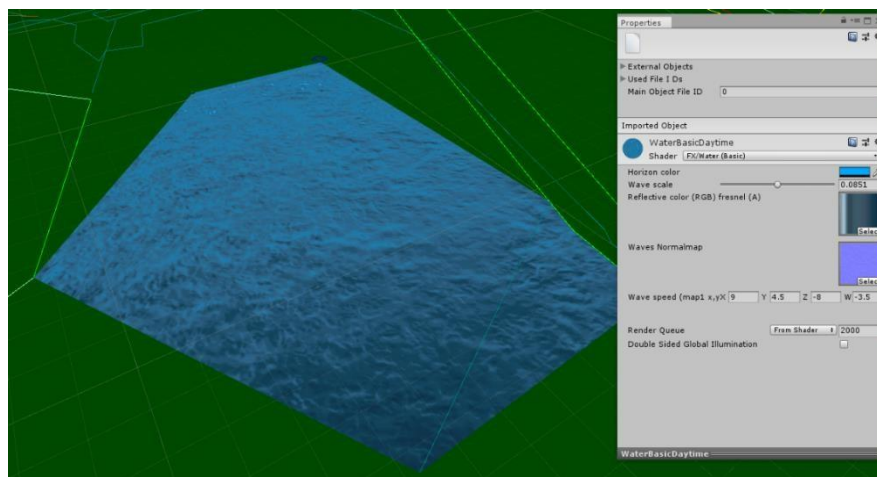 Properties
External Objects
Used File I Ds
Main Object File ID 0
Imported Object
WaterBasicDaytime
Shader FX/Water (Basic)
Horizon color
Wave scale 0.0851
Reflective color (RGB) fresnel (A)
Selec
Waves Normalmap
Selec
Wave speed (map1 x,yX 9 Y 4.5 Z -8 W -3.5
Render Queue From Shader 2000
Double Sided Global Illumination
WaterBasicDaytime